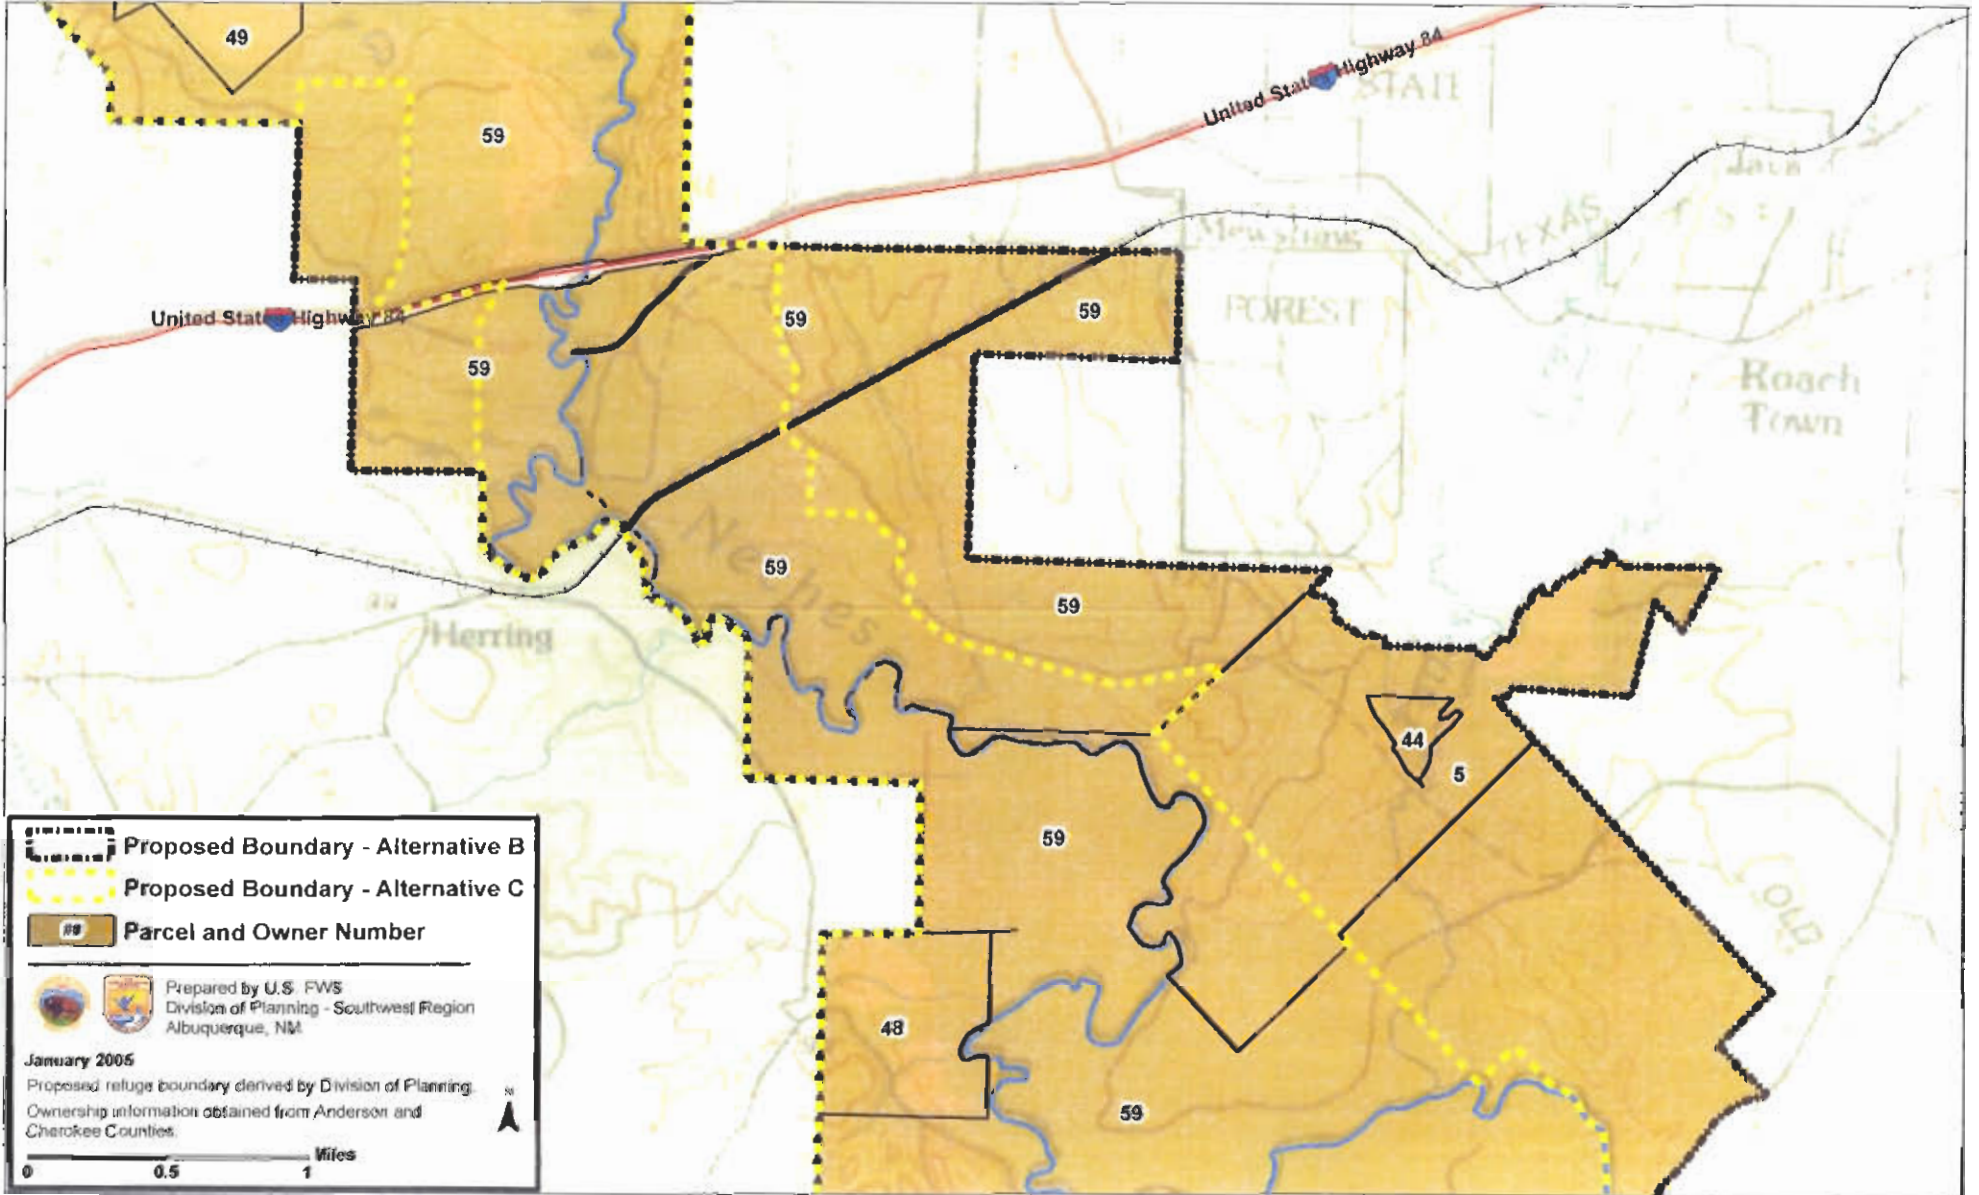 49
59
United States Highway 84
STATE
Java
Mewshaw
TEXAS
59
59
FOREST
United States Highway 84
59
Roach
Town
Neches
59
59
Herring
44
5
59
OLD
48
59
Proposed Boundary - Alternative B
Proposed Boundary - Alternative C
## Parcel and Owner Number
Prepared by U.S. FWS
Division of Planning - Southwest Region
Albuquerque, NM
January 2005
Proposed refuge boundary derived by Division of Planning.
Ownership information obtained from Anderson and
Cherokee Counties.
N
Miles
0 0.5 1